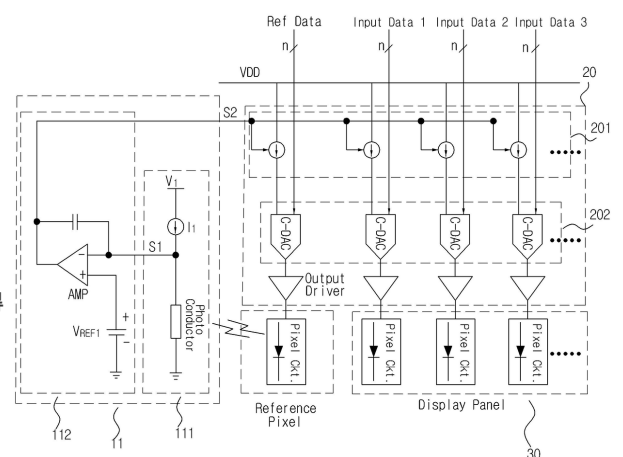 Ref Data
Input Data 1
Input Data 2
Input Data 3
n
n
n
n
VDD
20
S2
201
V1
I1
202
C-DAC
C-DAC
C-DAC
C-DAC
S1
AMP
VREF1
Photo
Conductor
Output
Driver
Pixel Ckt.
Pixel Ckt.
Pixel Ckt.
Pixel Ckt.
Reference
Pixel
Display Panel
112
11
111
30